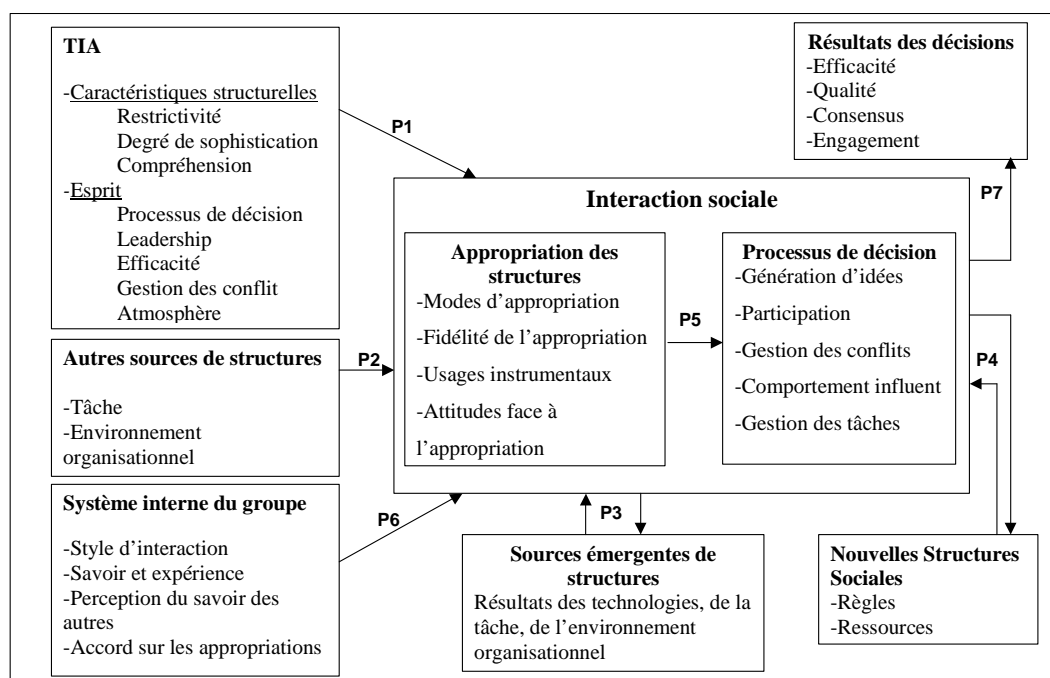 TIA
-Caractéristiques structurelles
Restrictivité
Degré de sophistication
Compréhension
-Esprit
Processus de décision
Leadership
Efficacité
Gestion des conflit
Atmosphère
P1
Autres sources de structures
-Tâche
-Environnement
organisationnel
P2
Système interne du groupe
-Style d'interaction
-Savoir et expérience
-Perception du savoir des
autres
-Accord sur les appropriations
P6
Interaction sociale
Appropriation des
structures
-Modes d'appropriation
-Fidélité de l'appropriation
-Usages instrumentaux
-Attitudes face à
l'appropriation
P5
Processus de décision
-Génération d'idées
-Participation
-Gestion des conflits
-Comportement influent
-Gestion des tâches
P3
Sources émergentes de
structures
Résultats des technologies, de la
tâche, de l'environnement
organisationnel
Résultats des décisions
-Efficacité
-Qualité
-Consensus
-Engagement
P7
P4
Nouvelles Structures
Sociales
-Règles
-Ressources